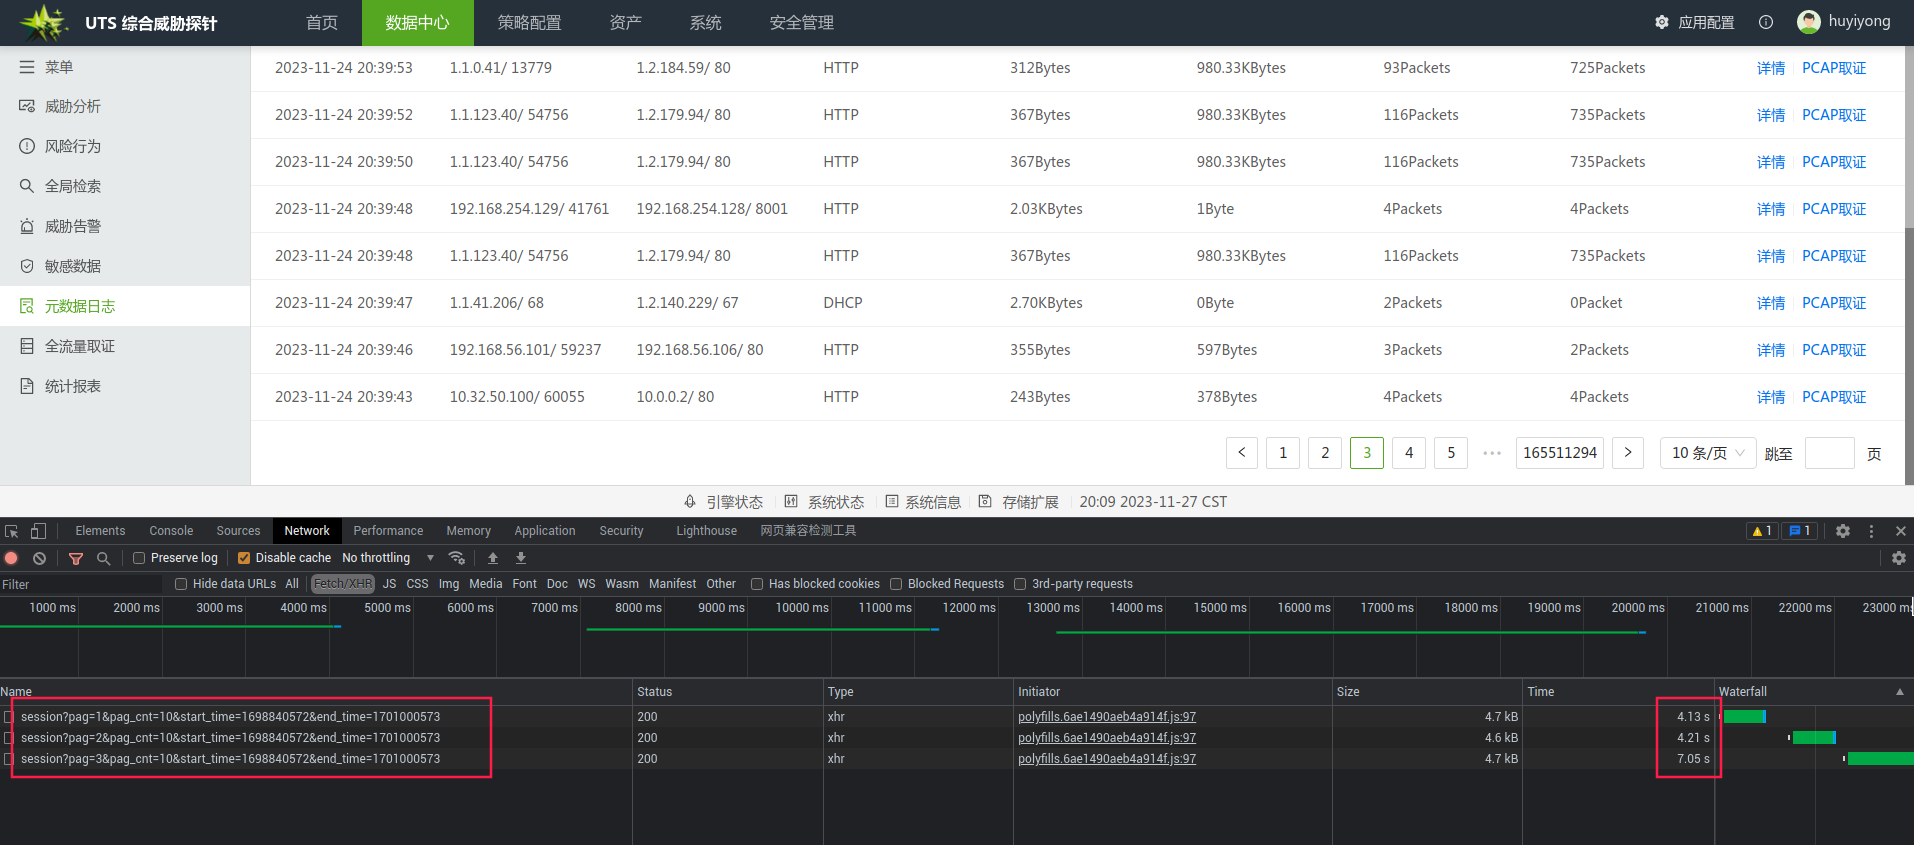 UTS 综合威胁探针 首页 数据中心 策略配置 资产 系统 安全管理 应用配置 huyiyong
菜单
威胁分析
风险行为
全局检索
威胁告警
敏感数据
元数据日志
全流量取证
统计报表
2023-11-24 20:39:53 1.1.0.41/ 13779 1.2.184.59/ 80 HTTP 312Bytes 980.33KBytes 93Packets 725Packets 详情 PCAP取证
2023-11-24 20:39:52 1.1.123.40/ 54756 1.2.179.94/ 80 HTTP 367Bytes 980.33KBytes 116Packets 735Packets 详情 PCAP取证
2023-11-24 20:39:50 1.1.123.40/ 54756 1.2.179.94/ 80 HTTP 367Bytes 980.33KBytes 116Packets 735Packets 详情 PCAP取证
2023-11-24 20:39:48 192.168.254.129/ 41761 192.168.254.128/ 8001 HTTP 2.03KBytes 1Byte 4Packets 4Packets 详情 PCAP取证
2023-11-24 20:39:48 1.1.123.40/ 54756 1.2.179.94/ 80 HTTP 367Bytes 980.33KBytes 116Packets 735Packets 详情 PCAP取证
2023-11-24 20:39:47 1.1.41.206/ 68 1.2.140.229/ 67 DHCP 2.70KBytes 0Byte 2Packets 0Packet 详情 PCAP取证
2023-11-24 20:39:46 192.168.56.101/ 59237 192.168.56.106/ 80 HTTP 355Bytes 597Bytes 3Packets 2Packets 详情 PCAP取证
2023-11-24 20:39:43 10.32.50.100/ 60055 10.0.0.2/ 80 HTTP 243Bytes 378Bytes 4Packets 4Packets 详情 PCAP取证
< 1 2 3 4 5 ••• 165511294 > 10 条/页 跳至 页
引擎状态 系统状态 系统信息 存储扩展 20:09 2023-11-27 CST
Elements Console Sources Network Performance Memory Application Security Lighthouse 网页兼容检测工具 1 1
Preserve log Disable cache No throttling
Filter Hide data URLs All Fetch/XHR JS CSS Img Media Font Doc WS Wasm Manifest Other Has blocked cookies Blocked Requests 3rd-party requests
1000 ms 2000 ms 3000 ms 4000 ms 5000 ms 6000 ms 7000 ms 8000 ms 9000 ms 10000 ms 11000 ms 12000 ms 13000 ms 14000 ms 15000 ms 16000 ms 17000 ms 18000 ms 19000 ms 20000 ms 21000 ms 22000 ms 23000 ms
Name Status Type Initiator Size Time Waterfall
session?pag=1&pag_cnt=10&start_time=1698840572&end_time=1701000573 200 xhr polyfills.6ae1490aeb4a914f.js:97 4.7 kB 4.13 s
session?pag=2&pag_cnt=10&start_time=1698840572&end_time=1701000573 200 xhr polyfills.6ae1490aeb4a914f.js:97 4.6 kB 4.21 s
session?pag=3&pag_cnt=10&start_time=1698840572&end_time=1701000573 200 xhr polyfills.6ae1490aeb4a914f.js:97 4.7 kB 7.05 s